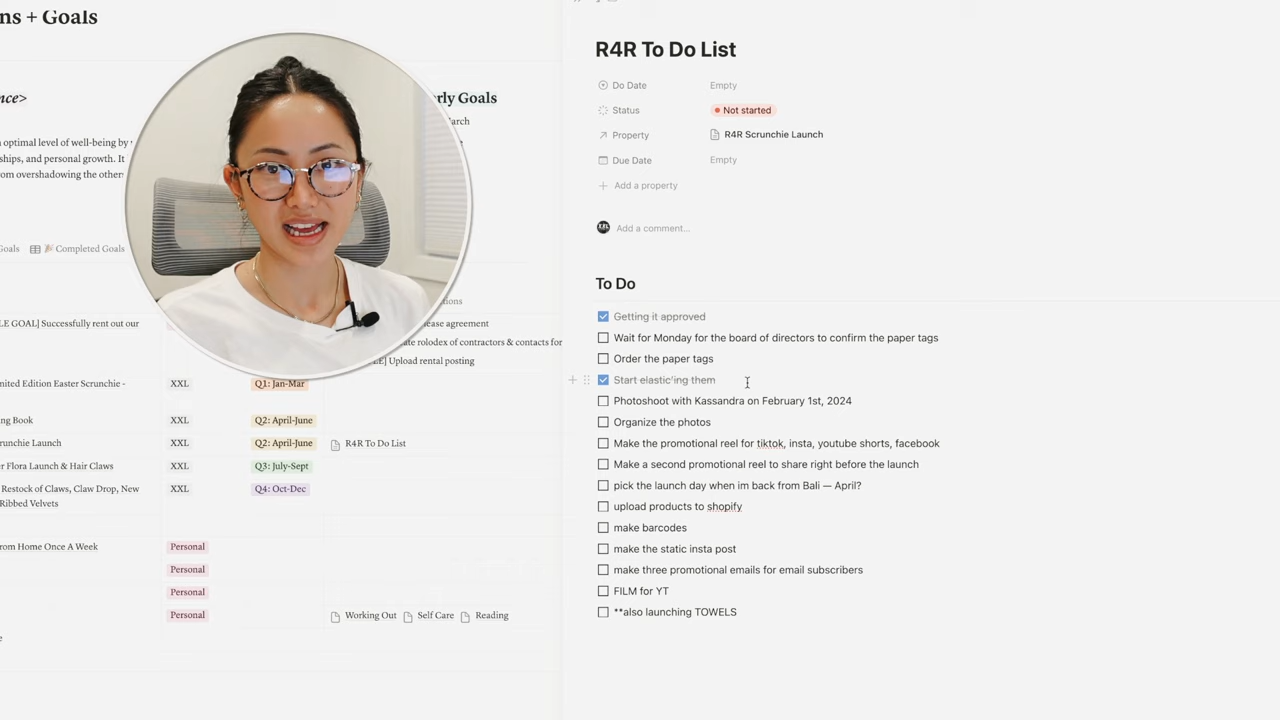 ns + Goals
nce>
rly Goals
arch
optimal level of well-being by
ships, and personal growth. It
om overshadowing the other
Goals
Completed Goals
ions
LE GOAL] Successfully rent out our
ease agreement
te rolodex of contractors & contacts for
LE] Upload rental posting
mited Edition Easter Scrunchie -
XXL
Q1: Jan-Mar
ng Book
XXL
Q2: April-June
runchie Launch
XXL
Q2: April-June
R4R To Do List
r Flora Launch & Hair Claws
XXL
Q3: July-Sept
Restock of Claws, Claw Drop, New
Ribbed Velvets
XXL
Q4: Oct-Dec
rom Home Once A Week
Personal
Personal
Personal
Personal
Working Out
Self Care
Reading
e
R4R To Do List
Do Date
Empty
Status
Not started
Property
R4R Scrunchie Launch
Due Date
Empty
Add a property
Add a comment...
To Do
Getting it approved
Wait for Monday for the board of directors to confirm the paper tags
Order the paper tags
Start elastic'ing them
Photoshoot with Kassandra on February 1st, 2024
Organize the photos
Make the promotional reel for tiktok, insta, youtube shorts, facebook
Make a second promotional reel to share right before the launch
pick the launch day when im back from Bali — April?
upload products to shopify
make barcodes
make the static insta post
make three promotional emails for email subscribers
FILM for YT
**also launching TOWELS